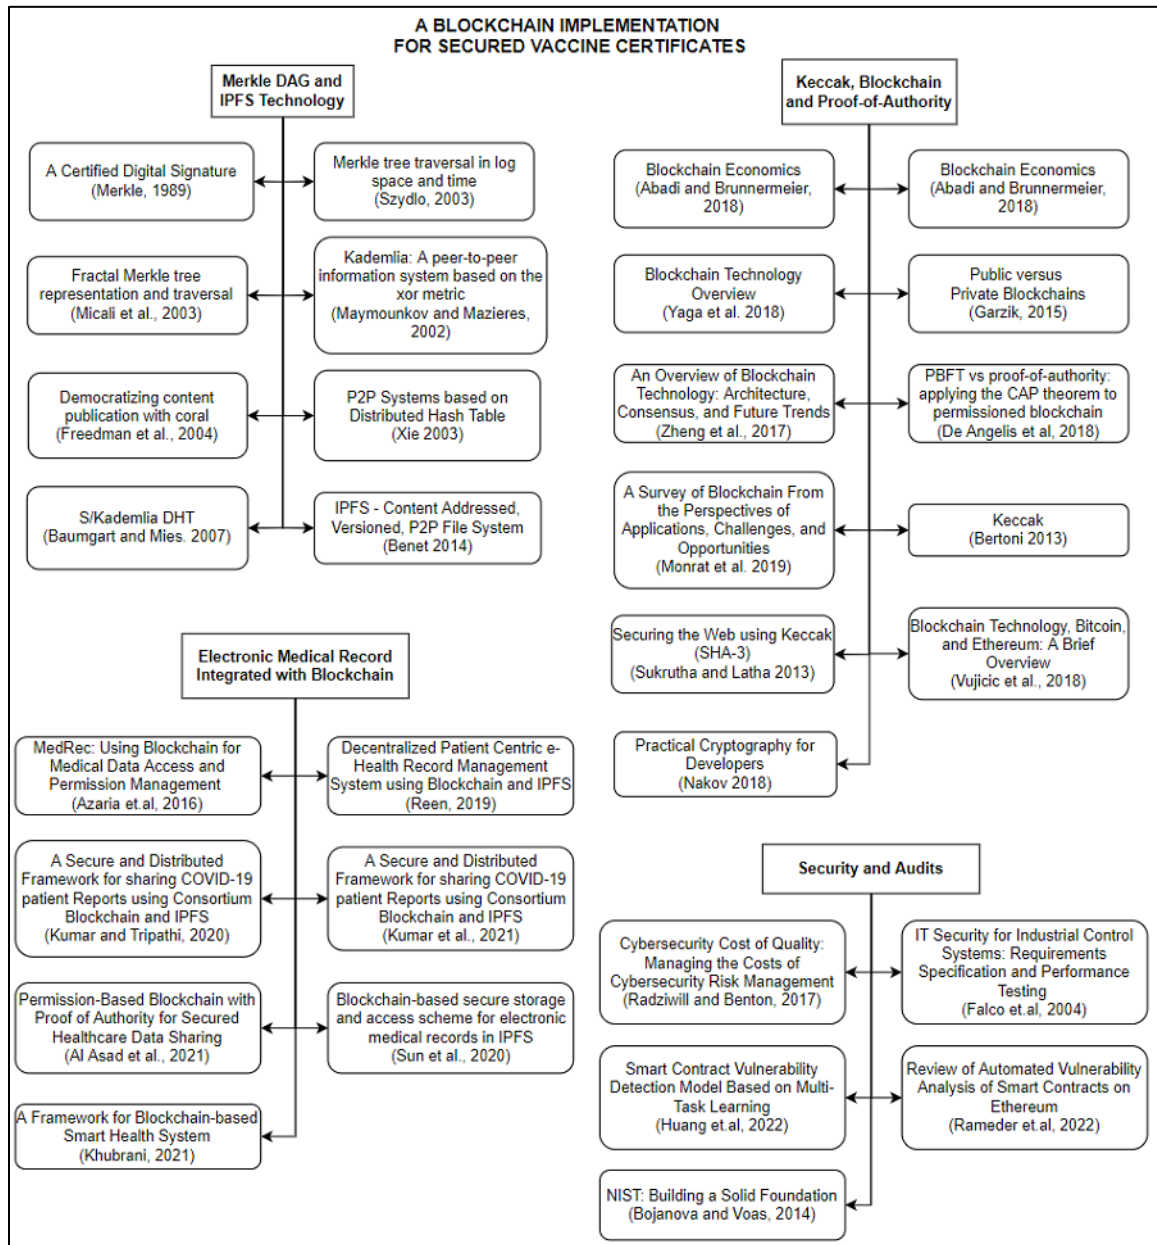 A BLOCKCHAIN IMPLEMENTATION
FOR SECURED VACCINE CERTIFICATES
Merkle DAG and
IPFS Technology
A Certified Digital Signature
(Merkle, 1989)
Merkle tree traversal in log
space and time
(Szydlo, 2003)
Fractal Merkle tree
representation and traversal
(Micali et al., 2003)
Kademlia: A peer-to-peer
information system based on the
xor metric
(Maymounkov and Mazieres,
2002)
Democratizing content
publication with coral
(Freedman et al., 2004)
P2P Systems based on
Distributed Hash Table
(Xie 2003)
S/Kademlia DHT
(Baumgart and Mies. 2007)
IPFS - Content Addressed,
Versioned, P2P File System
(Benet 2014)
Keccak, Blockchain
and Proof-of-Authority
Blockchain Economics
(Abadi and Brunnermeier,
2018)
Blockchain Economics
(Abadi and Brunnermeier,
2018)
Blockchain Technology
Overview
(Yaga et al. 2018)
Public versus
Private Blockchains
(Garzik, 2015)
An Overview of Blockchain
Technology: Architecture,
Consensus, and Future Trends
(Zheng et al., 2017)
PBFT vs proof-of-authority:
applying the CAP theorem to
permissioned blockchain
(De Angelis et al, 2018)
A Survey of Blockchain From
the Perspectives of
Applications, Challenges, and
Opportunities
(Monrat et al. 2019)
Keccak
(Bertoni 2013)
Securing the Web using Keccak
(SHA-3)
(Sukrutha and Latha 2013)
Blockchain Technology, Bitcoin,
and Ethereum: A Brief
Overview
(Vujicic et al., 2018)
Practical Cryptography for
Developers
(Nakov 2018)
Electronic Medical Record
Integrated with Blockchain
MedRec: Using Blockchain for
Medical Data Access and
Permission Management
(Azaria et.al, 2016)
Decentralized Patient Centric e-
Health Record Management
System using Blockchain and IPFS
(Reen, 2019)
A Secure and Distributed
Framework for sharing COVID-19
patient Reports using Consortium
Blockchain and IPFS
(Kumar and Tripathi, 2020)
A Secure and Distributed
Framework for sharing COVID-19
patient Reports using Consortium
Blockchain and IPFS
(Kumar et al., 2021)
Permission-Based Blockchain with
Proof of Authority for Secured
Healthcare Data Sharing
(Al Asad et al., 2021)
Blockchain-based secure storage
and access scheme for electronic
medical records in IPFS
(Sun et al., 2020)
A Framework for Blockchain-based
Smart Health System
(Khubrani, 2021)
Security and Audits
Cybersecurity Cost of Quality:
Managing the Costs of
Cybersecurity Risk Management
(Radziwill and Benton, 2017)
IT Security for Industrial Control
Systems: Requirements
Specification and Performance
Testing
(Falco et.al, 2004)
Smart Contract Vulnerability
Detection Model Based on Multi-
Task Learning
(Huang et.al, 2022)
Review of Automated Vulnerability
Analysis of Smart Contracts on
Ethereum
(Rameder et.al, 2022)
NIST: Building a Solid Foundation
(Bojanova and Voas, 2014)